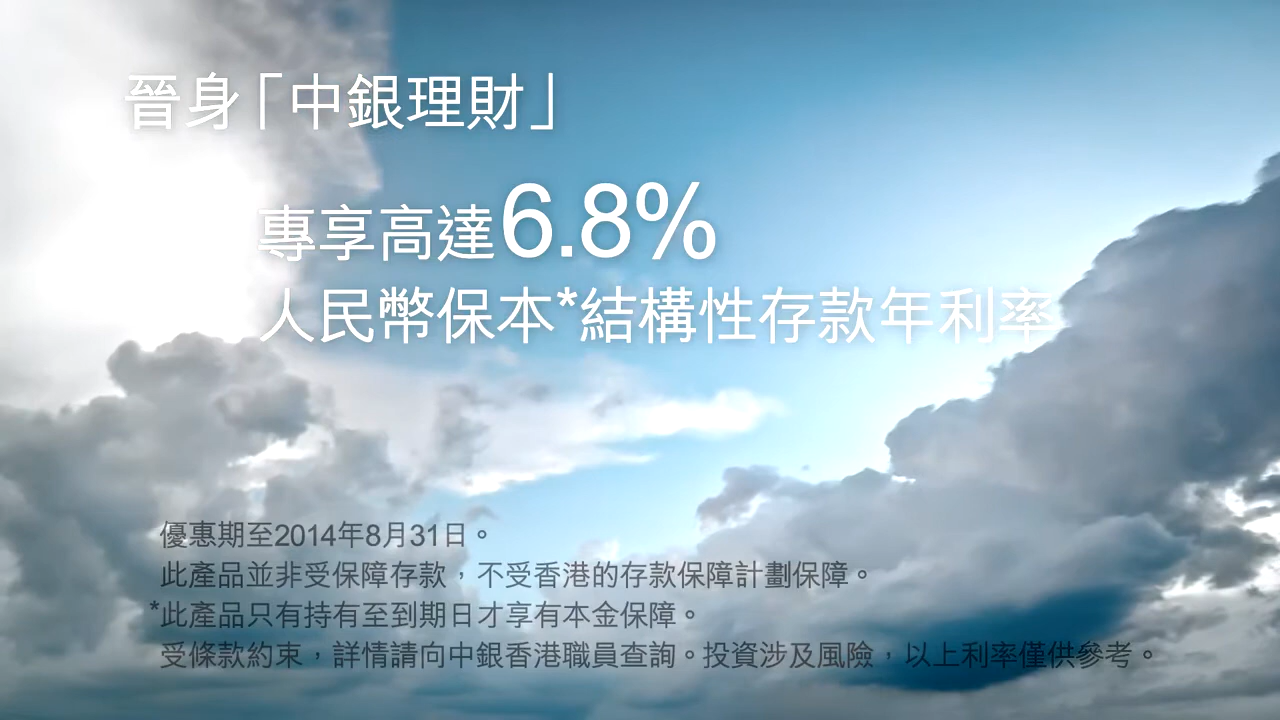 晉身「中銀理財」
專享高達6.8%
人民幣保本*結構性存款年利率
優惠期至2014年8月31日。
此產品並非受保障存款，不受香港的存款保障計劃保障。
*此產品只有持有至到期日才享有本金保障。
受條款約束，詳情請向中銀香港職員查詢。投資涉及風險，以上利率僅供參考。